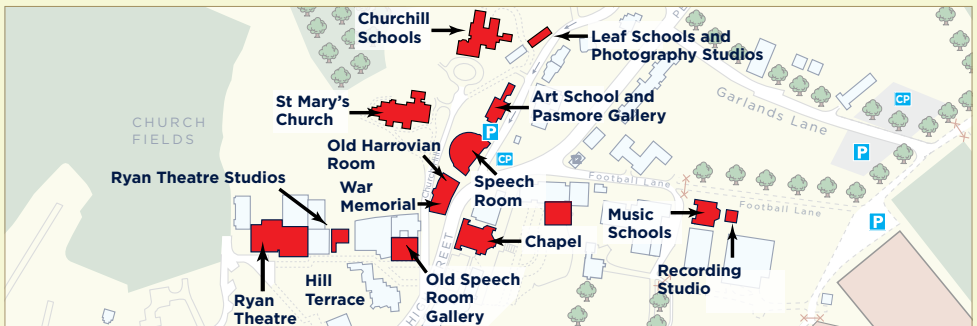 Churchill
Schools
Leaf Schools and
Photography Studios
St Mary's
Church
Art School and
Pasmore Gallery
CP
Garlands Lane
CHURCH
FIELDS
P
Old Harrovian
Room
CP
P
Ryan Theatre Studios
War
Memorial
Speech
Room
Football Lane
Football Lane
Music
Schools
P
Chapel
Recording
Studio
Hill
Terrace
Old Speech
Room
Gallery
Ryan
Theatre